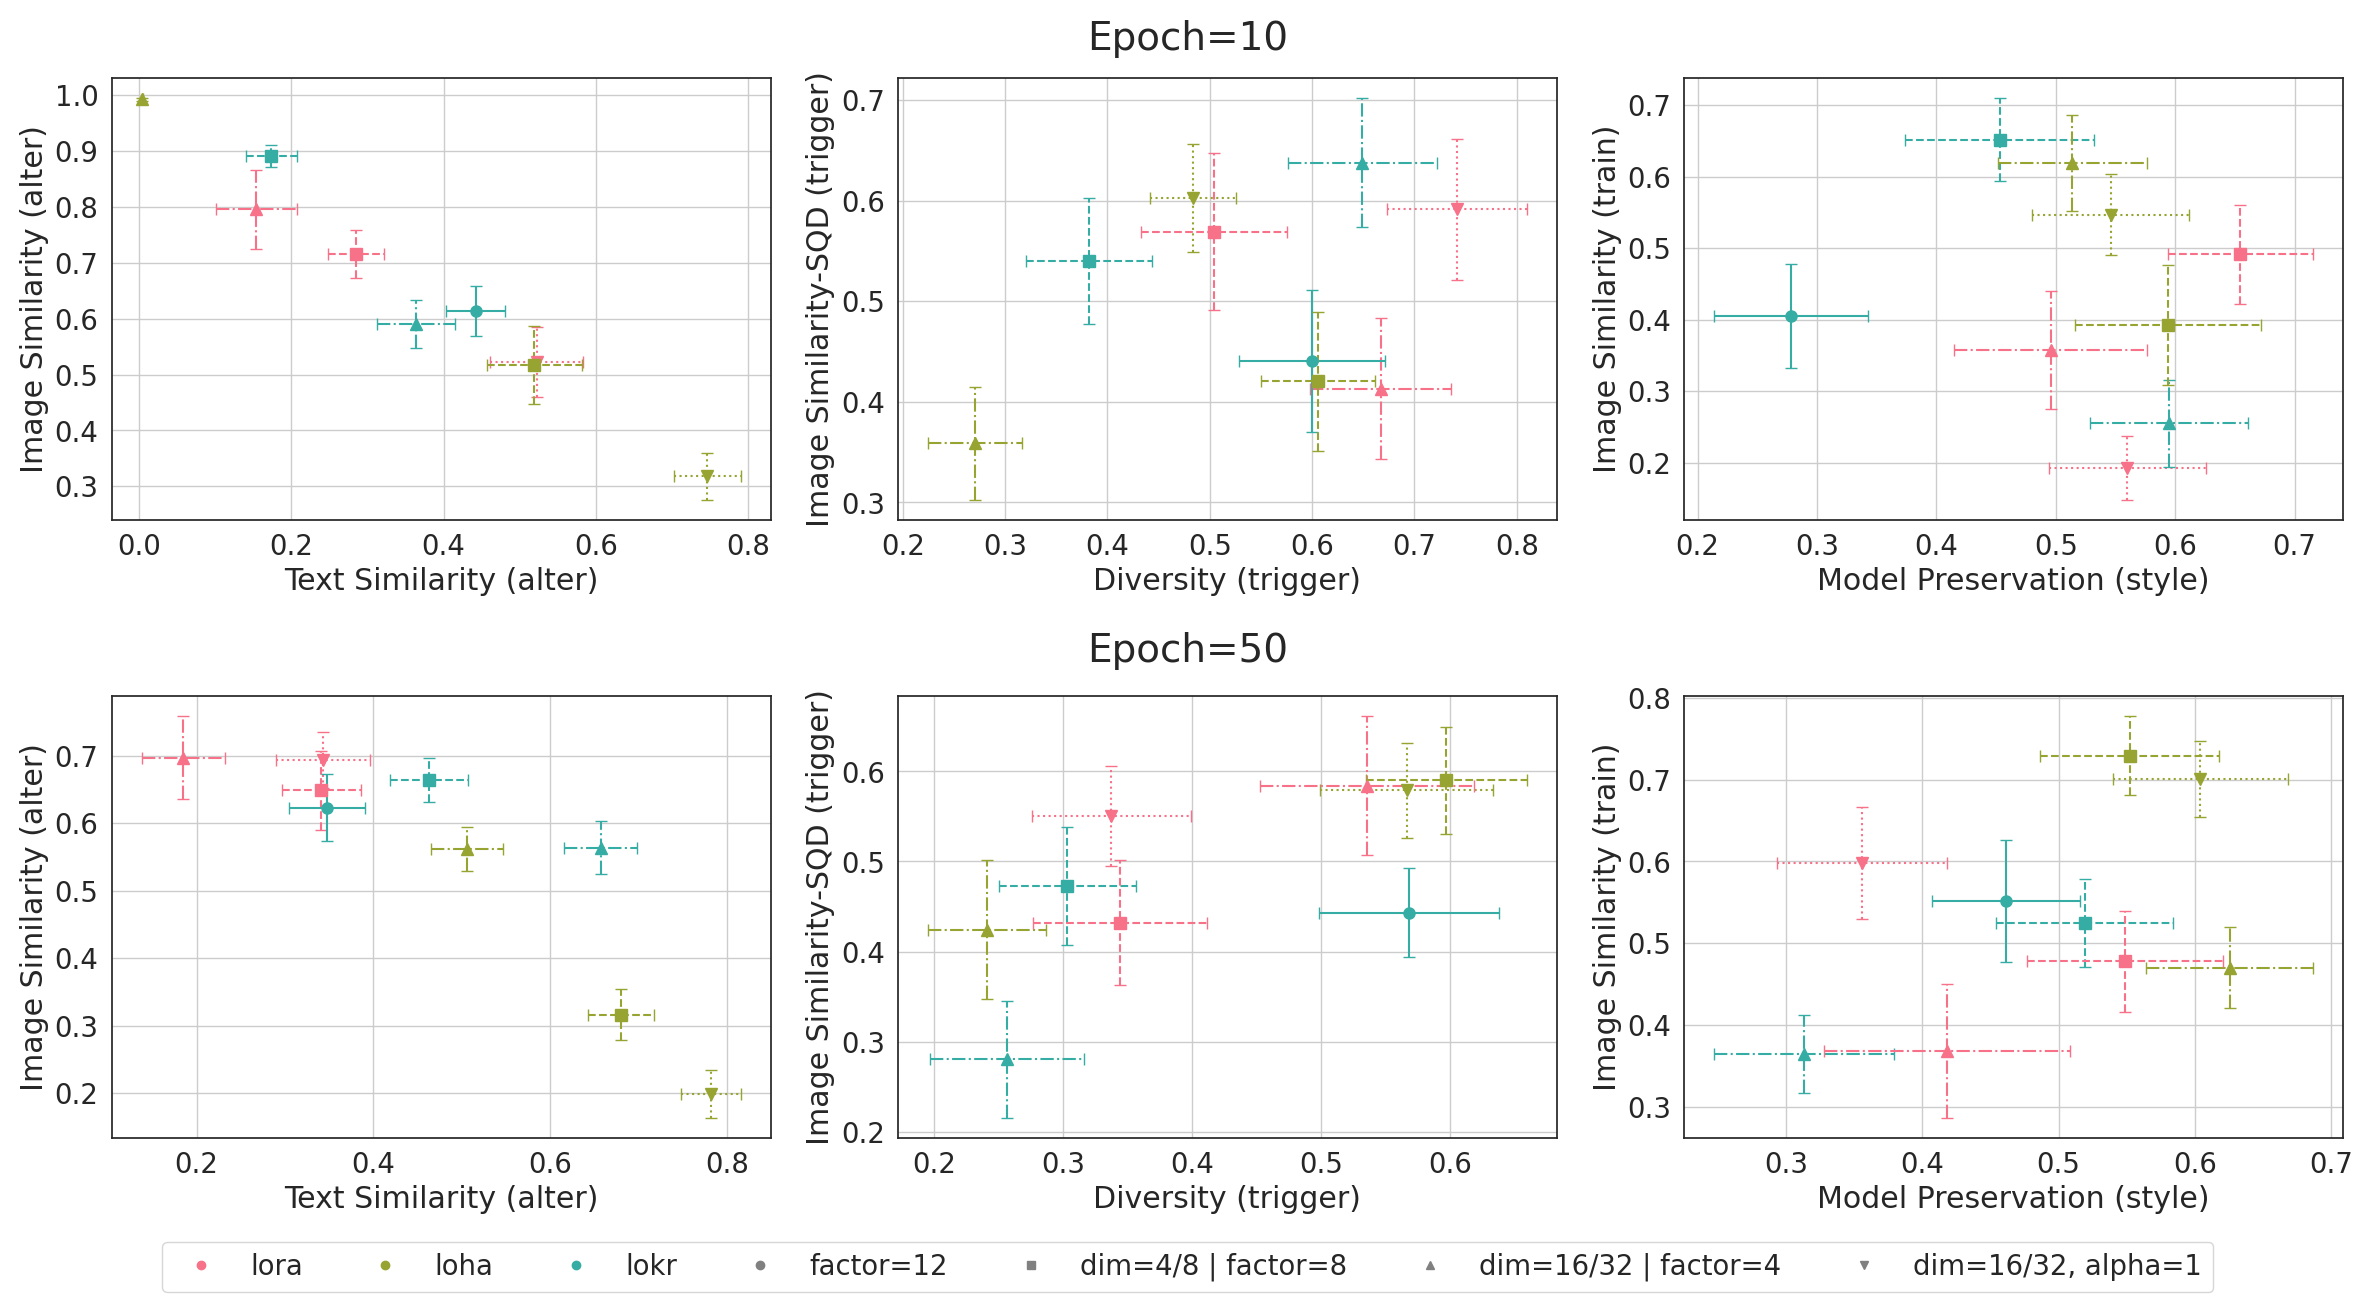 Epoch=10
Image Similarity (alter)
1.0
0.9
0.8
0.7
0.6
0.5
0.4
0.3
0.0 0.2 0.4 0.6 0.8
Text Similarity (alter)
Image Similarity-SQD (trigger)
0.7
0.6
0.5
0.4
0.3
0.2 0.3 0.4 0.5 0.6 0.7 0.8
Diversity (trigger)
Image Similarity (train)
0.7
0.6
0.5
0.4
0.3
0.2
0.2 0.3 0.4 0.5 0.6 0.7
Model Preservation (style)
Epoch=50
Image Similarity (alter)
0.7
0.6
0.5
0.4
0.3
0.2
0.2 0.4 0.6 0.8
Text Similarity (alter)
Image Similarity-SQD (trigger)
0.6
0.5
0.4
0.3
0.2
0.2 0.3 0.4 0.5 0.6
Diversity (trigger)
Image Similarity (train)
0.8
0.7
0.6
0.5
0.4
0.3
0.3 0.4 0.5 0.6 0.7
Model Preservation (style)
lora loha lokr factor=12 dim=4/8 | factor=8 dim=16/32 | factor=4 dim=16/32, alpha=1